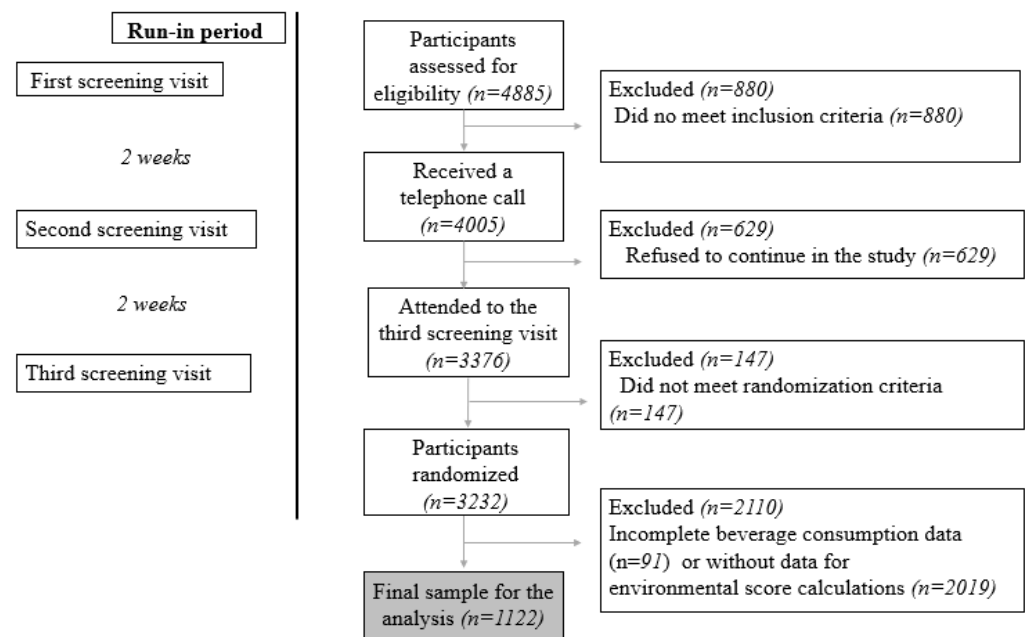 Run-in period
First screening visit
2 weeks
Second screening visit
2 weeks
Third screening visit
Participants
assessed for
eligibility (n=4885)
Excluded (n=880)
Did no meet inclusion criteria (n=880)
Received a
telephone call
(n=4005)
Excluded (n=629)
Refused to continue in the study (n=629)
Attended to the
third screening visit
(n=3376)
Excluded (n=147)
Did not meet randomization criteria
(n=147)
Participants
randomized
(n=3232)
Excluded (n=2110)
Incomplete beverage consumption data
(n=91) or without data for
environmental score calculations (n=2019)
Final sample for the
analysis (n=1122)